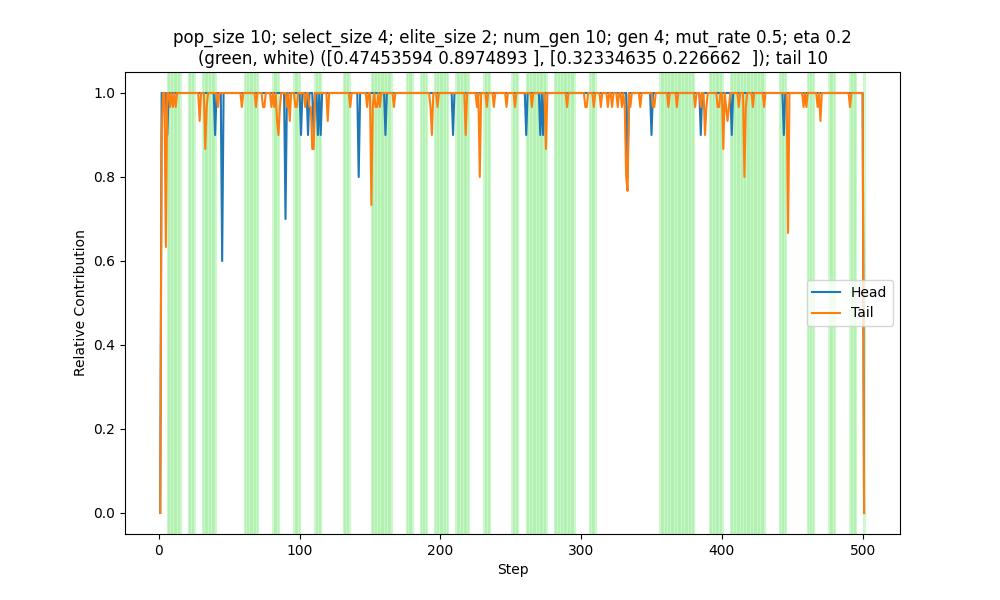 pop_size 10; select_size 4; elite_size 2; num_gen 10; gen 4; mut_rate 0.5; eta 0.2
(green, white) ([0.47453594 0.8974893 ], [0.32334635 0.226662  ]); tail 10
1.0
0.8
0.6
0.4
0.2
0.0
Relative Contribution
Head
Tail
0
100
200
300
400
500
Step